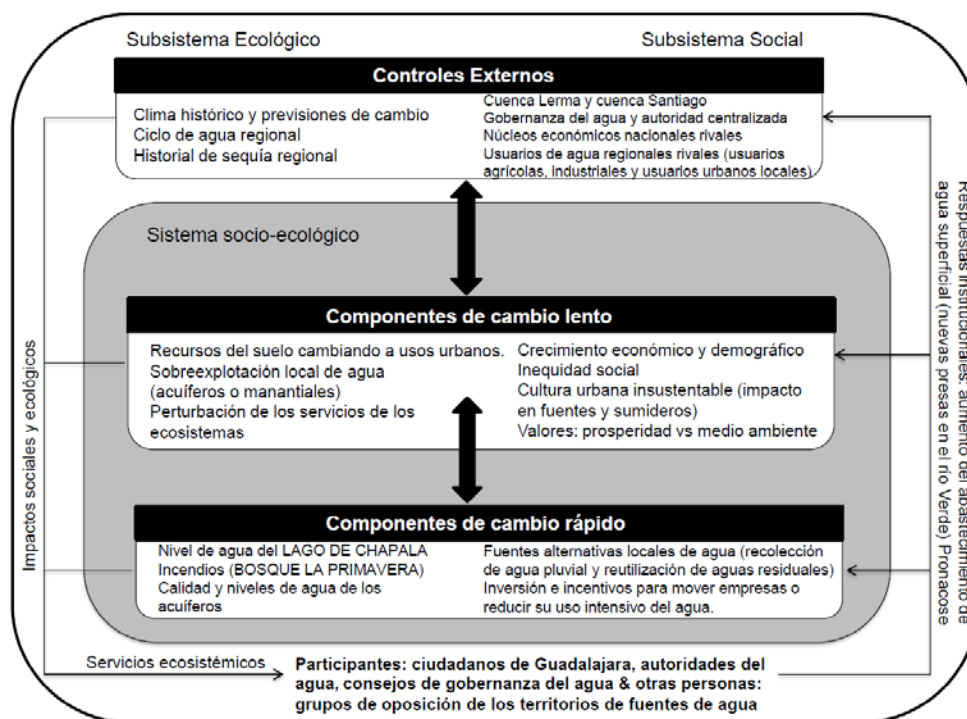 Subsistema Ecológico
Subsistema Social
Controles Externos
Clima histórico y previsiones de cambio
Ciclo de agua regional
Historial de sequía regional
Cuenca Lerma y cuenca Santiago
Gobernanza del agua y autoridad centralizada
Núcleos económicos nacionales rivales
Usuarios de agua regionales rivales (usuarios
agrícolas, Industriales y usuarios urbanos locales)
Sistema socio-ecológico
Componentes de cambio lento
Recursos del suelo cambiando a usos urbanos.
Sobreexplotación local de agua
(acuíferos o manantiales)
Perturbación de los servicios de los
ecosistemas
Crecimiento económico y demográfico
Inequidad social
Cultura urbana insustentable (impacto
en fuentes y sumideros)
Valores: prosperidad vs medio ambiente
Componentes de cambio rápido
Nivel de agua del LAGO DE CHAPALA
Incendios (BOSQUE LA PRIMAVERA)
Calidad y niveles de agua de los
acuíferos
Fuentes alternativas locales de agua (recolección
de agua pluvial y reutilización de aguas residuales)
Inversión e incentivos para mover empresas o
reducir su uso intensivo del agua.
Impactos sociales y ecológicos
Respuestas institucionales: aumento del abastecimiento de
agua superficial (nuevas presas en el río Verde) Pronacose
Servicios ecosistémicos
Participantes: ciudadanos de Guadalajara, autoridades del
agua, consejos de gobernanza del agua & otras personas:
grupos de oposición de los territorios de fuentes de agua